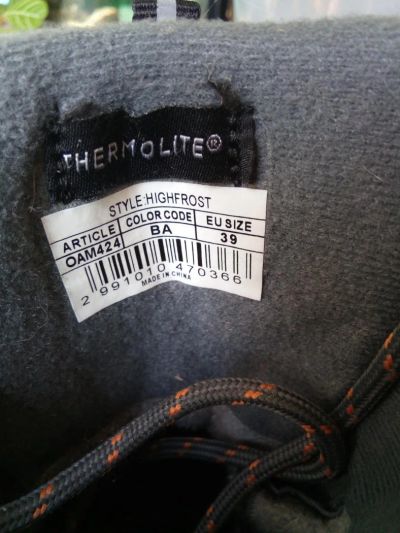 THERMOLITE®
STYLE:HIGHFROST
ARTICLE COLOR CODE EU SIZE
OAM424 BA 39
2 991010 470366
MADE IN CHINA